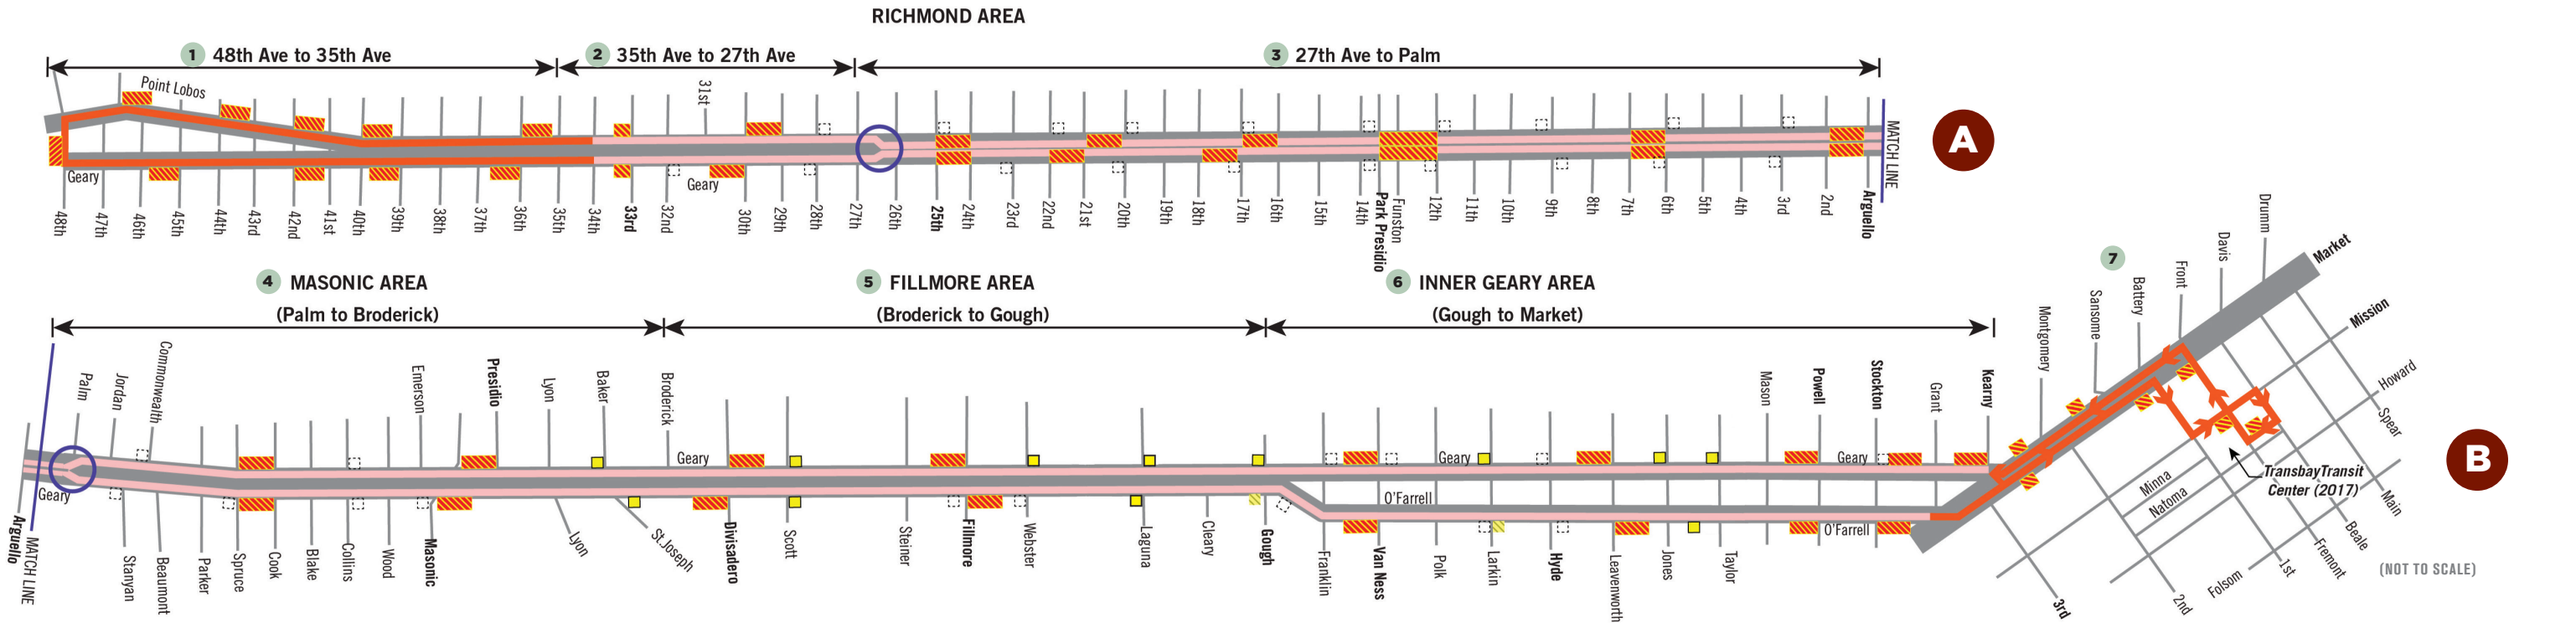 RICHMOND AREA
1 48th Ave to 35th Ave
2 35th Ave to 27th Ave
3 27th Ave to Palm
Point Lobos
31st
Geary
Geary
48th
47th
46th
45th
44th
43rd
42nd
41st
40th
39th
38th
37th
36th
35th
34th
33rd
32nd
30th
29th
28th
27th
26th
25th
24th
23rd
22nd
21st
20th
19th
18th
17th
16th
15th
14th
Park Presidio
Funston
12th
11th
10th
9th
8th
7th
6th
5th
4th
3rd
2nd
Arguello
MATCH LINE
A
4 MASONIC AREA
(Palm to Broderick)
5 FILLMORE AREA
(Broderick to Gough)
6 INNER GEARY AREA
(Gough to Market)
7
Palm
Jordan
Commonwealth
Emerson
Presidio
Lyon
Baker
Broderick
Geary
Geary
Mason
Powell
Stockton
Geary
Grant
Kearny
Montgomery
Sansome
Battery
Front
Davis
Drumm
Market
Mission
Howard
Spear
Main
Beale
Fremont
1st
Folsom
2nd
3rd
Minna
Natoma
Transbay Transit
Center (2017)
Geary
Arguello
MATCH LINE
Stanyan
Beaumont
Parker
Spruce
Cook
Blake
Collins
Wood
Masonic
Lyon
St. Joseph
Divisadero
Scott
Steiner
Fillmore
Webster
Laguna
Cleary
Gough
Franklin
O'Farrell
Van Ness
Polk
Larkin
Hyde
Leavenworth
Jones
Taylor
O'Farrell
B
(NOT TO SCALE)